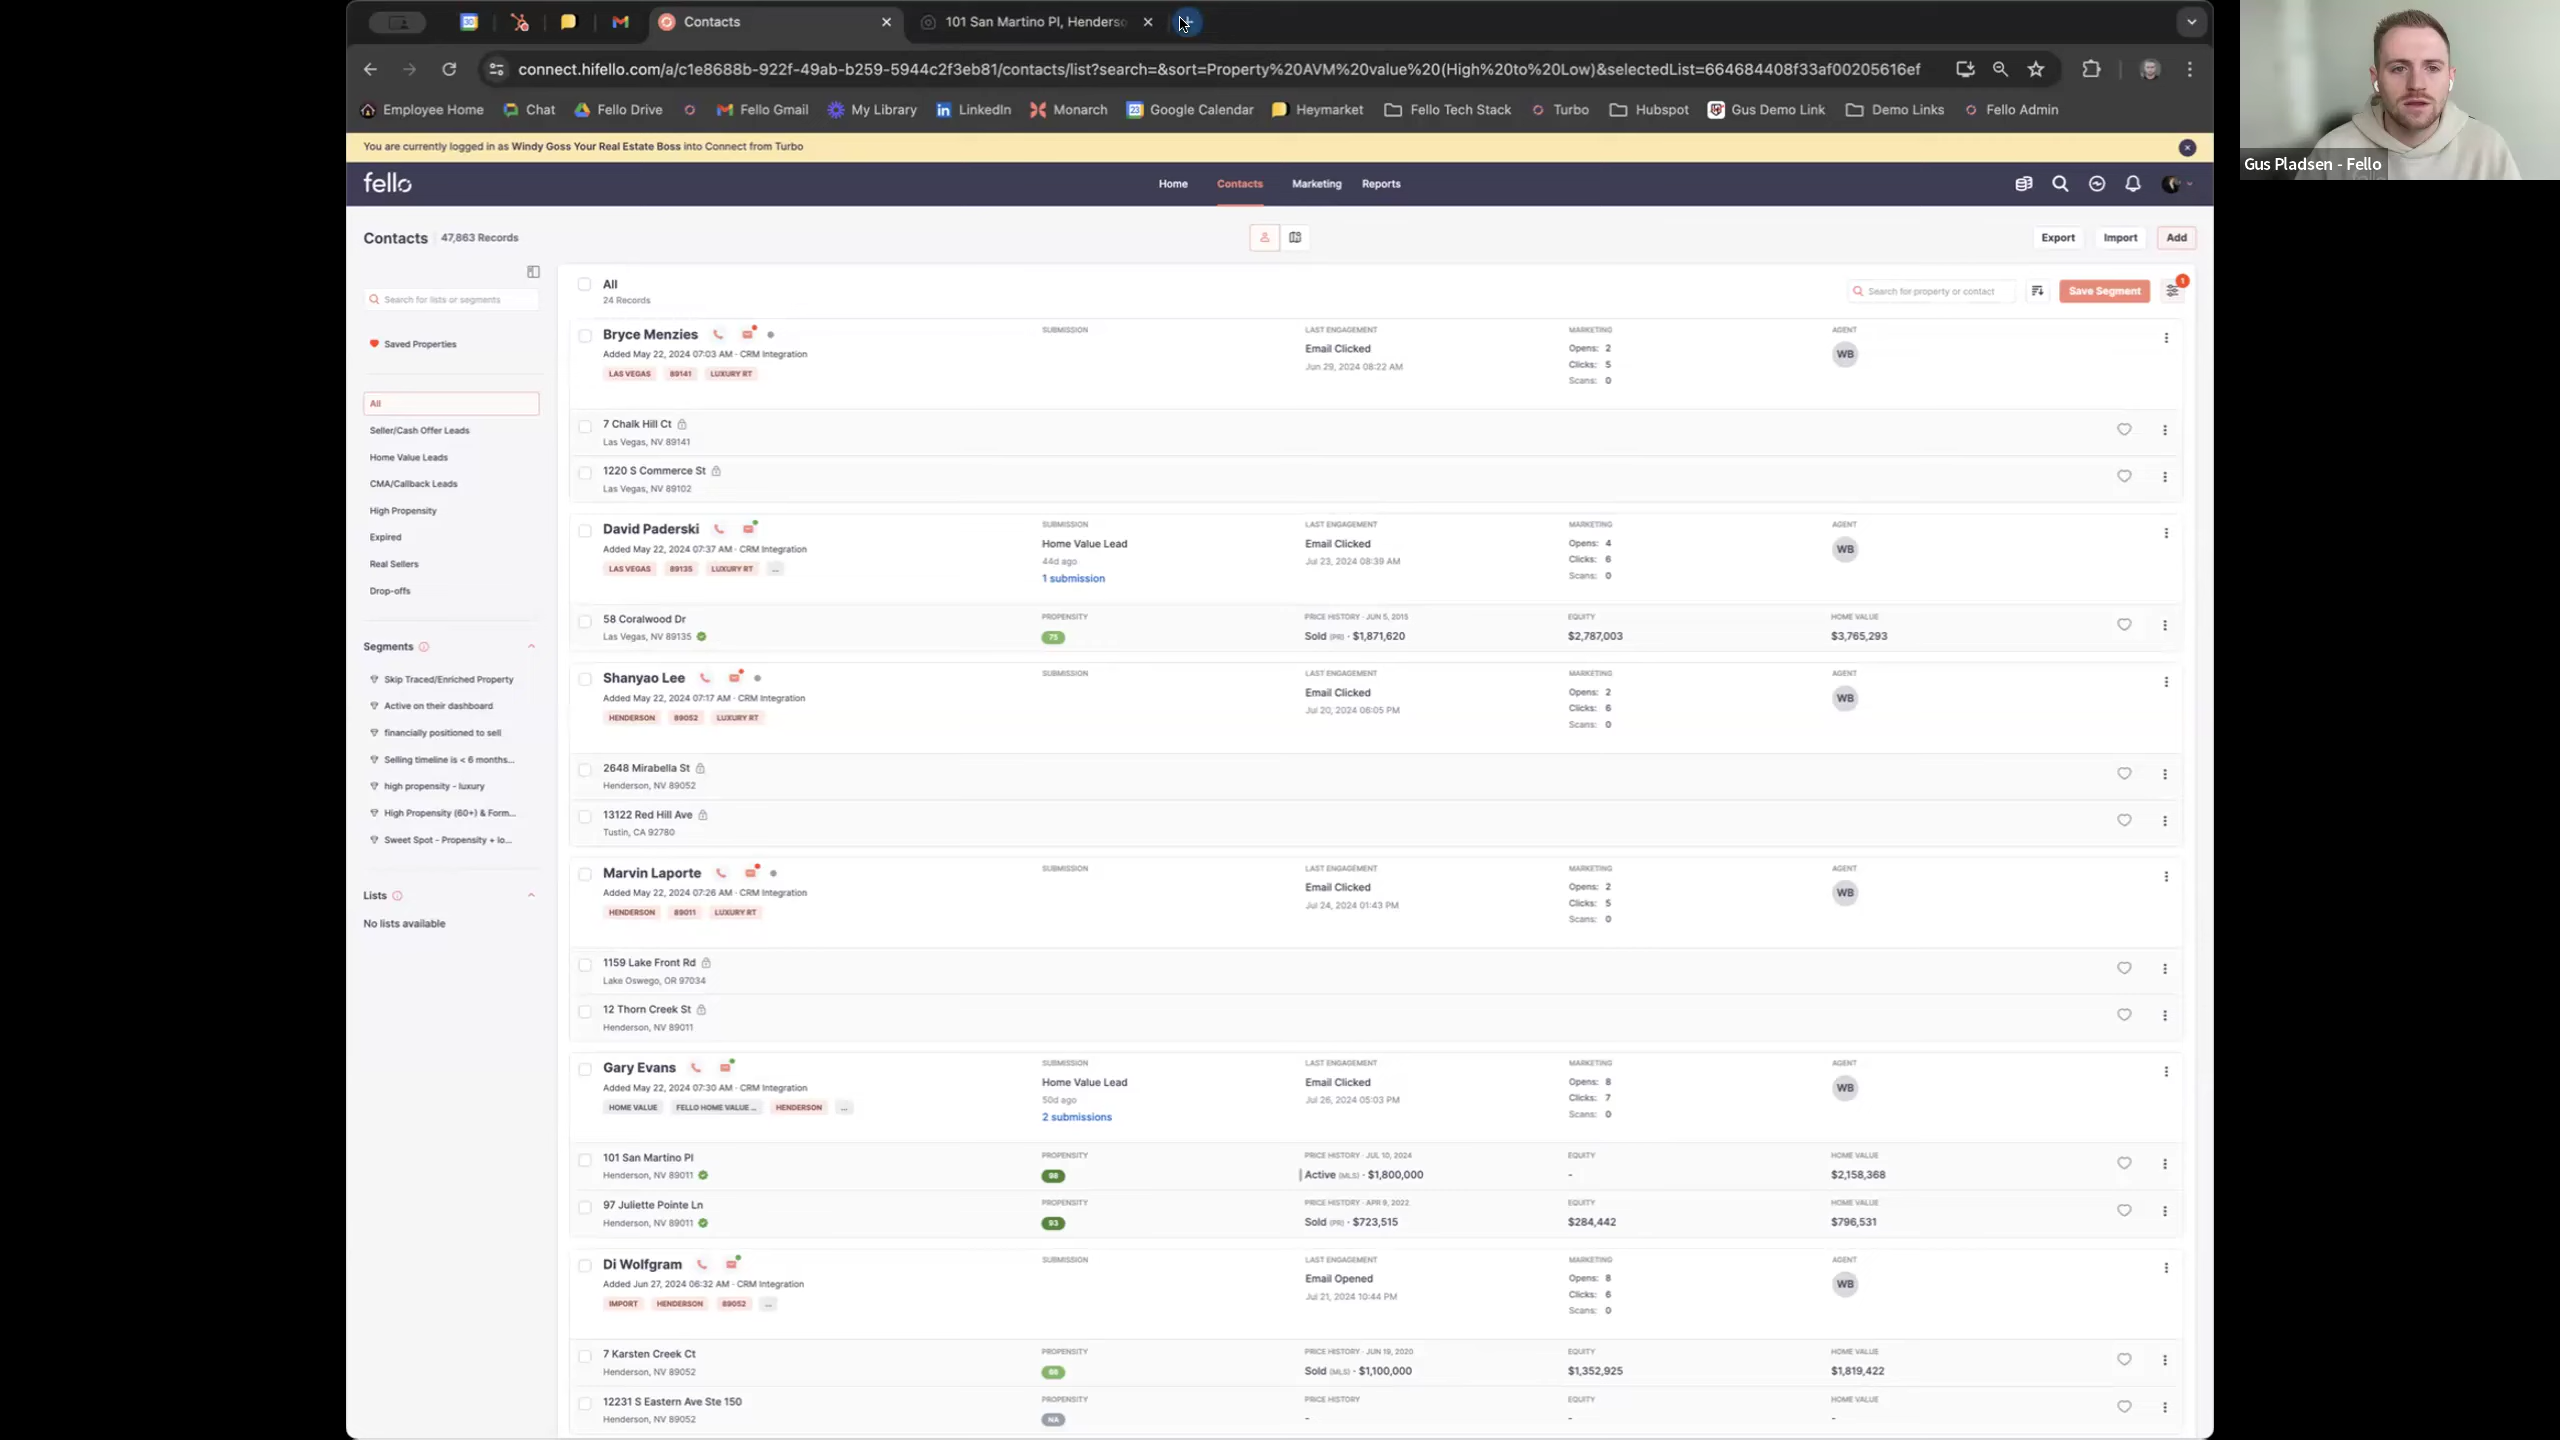 Contacts
101 San Martino Pl, Henderso
connect.hifello.com/a/c1e8688b-922f-49ab-b259-5944c2f3eb81/contacts/list?search=&sort=Property%20AVM%20value%20(High%20to%20Low)&selectedList=664684408f33af00205616ef
Employee Home Chat Fello Drive Fello Gmail My Library LinkedIn Monarch Google Calendar Heymarket Fello Tech Stack Turbo Hubspot Gus Demo Link Demo Links Fello Admin
You are currently logged in as Windy Goss Your Real Estate Boss into Connect from Turbo
Gus Pladsen - Fello
fello
Home Contacts Marketing Reports
Contacts 47,863 Records
Export Import Add
Search for lists or segments
Saved Properties
All
Seller/Cash Offer Leads
Home Value Leads
CMA/Callback Leads
High Propensity
Expired
Real Sellers
Drop-offs
Segments
Skip Traced/Enriched Property
Active on their dashboard
financially positioned to sell
Selling timeline is < 6 months...
high propensity - luxury
High Propensity (60+) & Form...
Sweet Spot - Propensity + lo...
Lists
No lists available
All
24 Records
Search for property or contact
Save Segment
1
Bryce Menzies
Added May 22, 2024 07:03 AM · CRM Integration
LAS VEGAS 89141 LUXURY RT
SUBMISSION
LAST ENGAGEMENT
Email Clicked
Jun 29, 2024 08:22 AM
MARKETING
Opens: 2
Clicks: 5
Scans: 0
AGENT
WB
7 Chalk Hill Ct
Las Vegas, NV 89141
1220 S Commerce St
Las Vegas, NV 89102
David Paderski
Added May 22, 2024 07:37 AM · CRM Integration
LAS VEGAS 89135 LUXURY RT ...
SUBMISSION
Home Value Lead
44d ago
1 submission
LAST ENGAGEMENT
Email Clicked
Jul 23, 2024 08:39 AM
MARKETING
Opens: 4
Clicks: 6
Scans: 0
AGENT
WB
58 Coralwood Dr
Las Vegas, NV 89135
PROPENSITY
75
PRICE HISTORY · JUN 5, 2015
Sold (PR) · $1,871,620
EQUITY
$2,787,003
HOME VALUE
$3,765,293
Shanyao Lee
Added May 22, 2024 07:17 AM · CRM Integration
HENDERSON 89052 LUXURY RT
SUBMISSION
LAST ENGAGEMENT
Email Clicked
Jul 20, 2024 06:05 PM
MARKETING
Opens: 2
Clicks: 6
Scans: 0
AGENT
WB
2648 Mirabella St
Henderson, NV 89052
13122 Red Hill Ave
Tustin, CA 92780
Marvin Laporte
Added May 22, 2024 07:26 AM · CRM Integration
HENDERSON 89011 LUXURY RT
SUBMISSION
LAST ENGAGEMENT
Email Clicked
Jul 24, 2024 01:43 PM
MARKETING
Opens: 2
Clicks: 5
Scans: 0
AGENT
WB
1159 Lake Front Rd
Lake Oswego, OR 97034
12 Thorn Creek St
Henderson, NV 89011
Gary Evans
Added May 22, 2024 07:30 AM · CRM Integration
HOME VALUE FELLO HOME VALUE ... HENDERSON ...
SUBMISSION
Home Value Lead
50d ago
2 submissions
LAST ENGAGEMENT
Email Clicked
Jul 26, 2024 05:03 PM
MARKETING
Opens: 8
Clicks: 7
Scans: 0
AGENT
WB
101 San Martino Pl
Henderson, NV 89011
PROPENSITY
PRICE HISTORY · JUL 10, 2024
Active (MLS) · $1,800,000
EQUITY
-
HOME VALUE
$2,158,368
97 Juliette Pointe Ln
Henderson, NV 89011
PROPENSITY
93
PRICE HISTORY · APR 9, 2022
Sold (PR) · $723,515
EQUITY
$284,442
HOME VALUE
$796,531
Di Wolfgram
Added Jun 27, 2024 06:32 AM · CRM Integration
IMPORT HENDERSON 89052 ...
SUBMISSION
LAST ENGAGEMENT
Email Opened
Jul 21, 2024 10:44 PM
MARKETING
Opens: 8
Clicks: 6
Scans: 0
AGENT
WB
7 Karsten Creek Ct
Henderson, NV 89052
PROPENSITY
PRICE HISTORY · JUN 19, 2020
Sold (MLS) · $1,100,000
EQUITY
$1,352,925
HOME VALUE
$1,819,422
12231 S Eastern Ave Ste 150
Henderson, NV 89052
PROPENSITY
NA
PRICE HISTORY
-
EQUITY
-
HOME VALUE
-